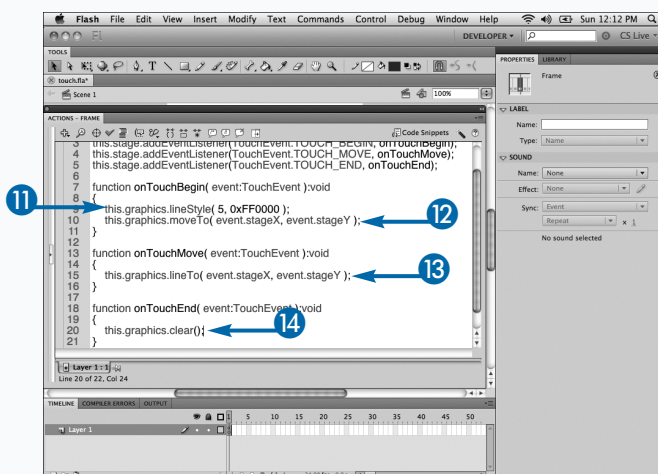 Flash File Edit View Insert Modify Text Commands Control Debug Window Help Sun 12:12 PM
Fl DEVELOPER CS Live
TOOLS
touch.fla*
Scene 1 100%
ACTIONS - FRAME
Code Snippets
3 this.stage.addEventListener(TouchEvent.TOUCH_BEGIN, onTouchBegin);
4 this.stage.addEventListener(TouchEvent.TOUCH_MOVE, onTouchMove);
5 this.stage.addEventListener(TouchEvent.TOUCH_END, onTouchEnd);
6
7 function onTouchBegin( event:TouchEvent ):void
8 {
9 this.graphics.lineStyle( 5, 0xFF0000 );
10 this.graphics.moveTo( event.stageX, event.stageY );
11 }
12
13 function onTouchMove( event:TouchEvent ):void
14 {
15 this.graphics.lineTo( event.stageX, event.stageY );
16 }
17
18 function onTouchEnd( event:TouchEvent ):void
19 {
20 this.graphics.clear();
21 }
11
12
13
14
Layer 1 : 1
Line 20 of 22, Col 24
TIMELINE COMPILER ERRORS OUTPUT
1 5 10 15 20 25 30 35 40 45 50
Layer 1
PROPERTIES LIBRARY
Frame
LABEL
Name:
Type: Name
SOUND
Name: None
Effect: None
Sync: Event
Repeat x 1
No sound selected